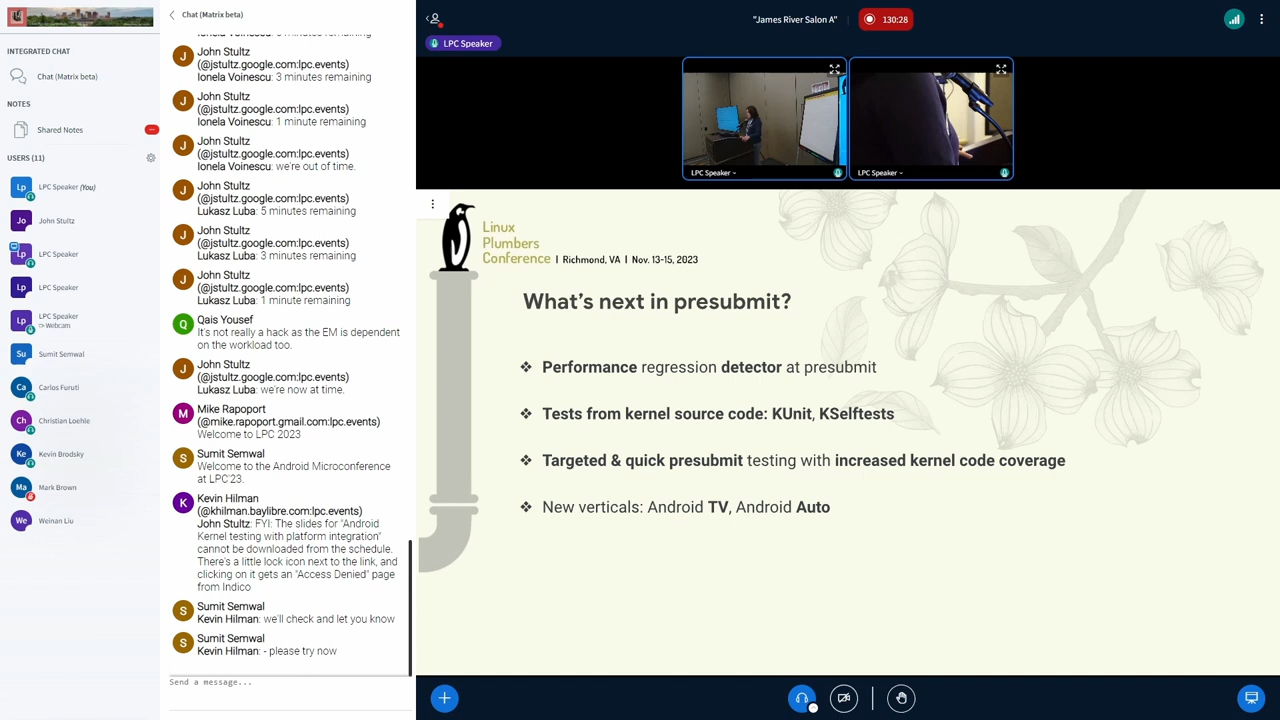 INTEGRATED CHAT
Chat (Matrix beta)
NOTES
Shared Notes
USERS (11)
Lp LPC Speaker (You)
Jo John Stultz
Lp LPC Speaker
Lp LPC Speaker
Lp LPC Speaker
Webcam
Su Sumit Semwal
Ca Carlos Furuti
Ch Christian Loehle
Ke Kevin Brodsky
Ma Mark Brown
We Weinan Liu
Chat (Matrix beta)
J John Stultz
(@jstultz.google.com:lpc.events)
Ionela Voinescu: 3 minutes remaining
J John Stultz
(@jstultz.google.com:lpc.events)
Ionela Voinescu: 1 minute remaining
J John Stultz
(@jstultz.google.com:lpc.events)
Ionela Voinescu: we're out of time.
J John Stultz
(@jstultz.google.com:lpc.events)
Lukasz Luba: 5 minutes remaining
J John Stultz
(@jstultz.google.com:lpc.events)
Lukasz Luba: 3 minutes remaining
J John Stultz
(@jstultz.google.com:lpc.events)
Lukasz Luba: 1 minute remaining
Q Qais Yousef
It's not really a hack as the EM is dependent
on the workload too.
J John Stultz
(@jstultz.google.com:lpc.events)
Lukasz Luba: we're now at time.
M Mike Rapoport
(@mike.rapoport.gmail.com:lpc.events)
Welcome to LPC 2023
S Sumit Semwal
Welcome to the Android Microconference
at LPC'23.
K Kevin Hilman
(@khilman.baylibre.com:lpc.events)
John Stultz: FYI: The slides for "Android
Kernel testing with platform integration"
cannot be downloaded from the schedule.
There's a little lock icon next to the link, and
clicking on it gets an "Access Denied" page
from Indico
S Sumit Semwal
Kevin Hilman: we'll check and let you know
S Sumit Semwal
Kevin Hilman: - please try now
Send a message...
"James River Salon A"
130:28
LPC Speaker
LPC Speaker
LPC Speaker
Linux
Plumbers
Conference | Richmond, VA | Nov. 13-15, 2023
What's next in presubmit?
❖ Performance regression detector at presubmit
❖ Tests from kernel source code: KUnit, KSelftests
❖ Targeted & quick presubmit testing with increased kernel code coverage
❖ New verticals: Android TV, Android Auto